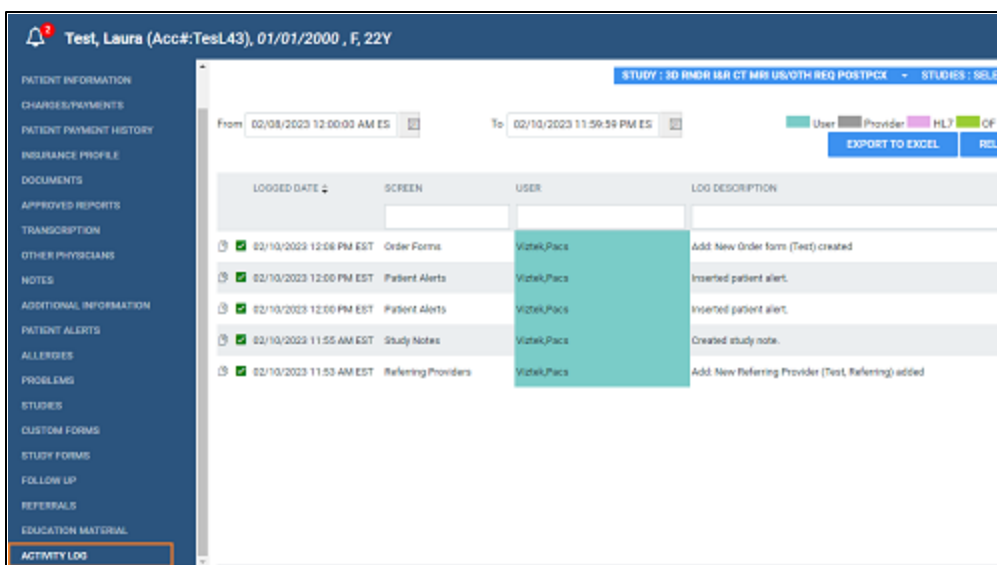 2
Test, Laura (Acc#:TesL43), 01/01/2000 , F, 22Y
PATIENT INFORMATION
CHARGES/PAYMENTS
PATIENT PAYMENT HISTORY
INSURANCE PROFILE
DOCUMENTS
APPROVED REPORTS
TRANSCRIPTION
OTHER PHYSICIANS
NOTES
ADDITIONAL INFORMATION
PATIENT ALERTS
ALLERGIES
PROBLEMS
STUDIES
CUSTOM FORMS
STUDY FORMS
FOLLOW UP
REFERRALS
EDUCATION MATERIAL
ACTIVITY LOG
STUDY : 3D RNDR I&R CT MRI US/OTH REQ POSTPCX STUDIES : SELE
From 02/08/2023 12:00:00 AM ES To 02/10/2023 11:59:59 PM ES User Provider HL7 OF
EXPORT TO EXCEL REL
LOGGED DATE SCREEN USER LOG DESCRIPTION
02/10/2023 12:08 PM EST Order Forms Viztek,Pacs Add: New Order form (Test) created
02/10/2023 12:00 PM EST Patient Alerts Viztek,Pacs Inserted patient alert.
02/10/2023 12:00 PM EST Patient Alerts Viztek,Pacs Inserted patient alert.
02/10/2023 11:55 AM EST Study Notes Viztek,Pacs Created study note.
02/10/2023 11:53 AM EST Referring Providers Viztek,Pacs Add: New Referring Provider (Test, Referring) added